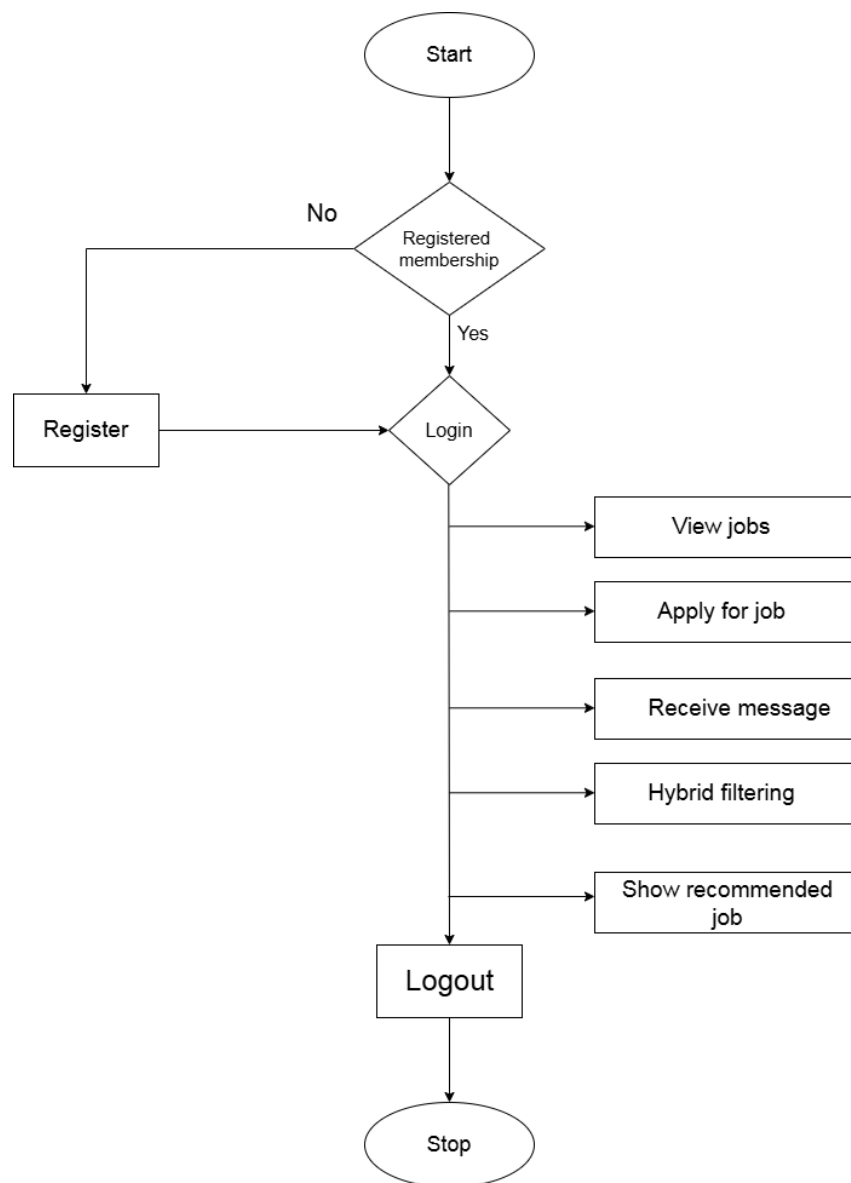 Start
No
Registered
membership
Yes
Register
Login
View jobs
Apply for job
Receive message
Hybrid filtering
Show recommended
job
Logout
Stop